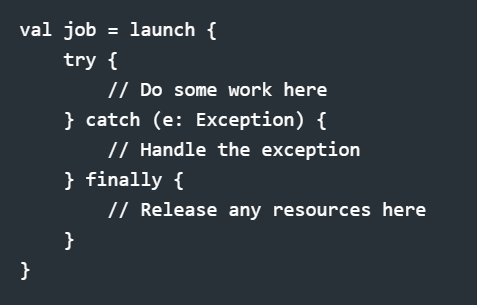 val job = launch {
    try {
        // Do some work here
    } catch (e: Exception) {
        // Handle the exception
    } finally {
        // Release any resources here
    }
}